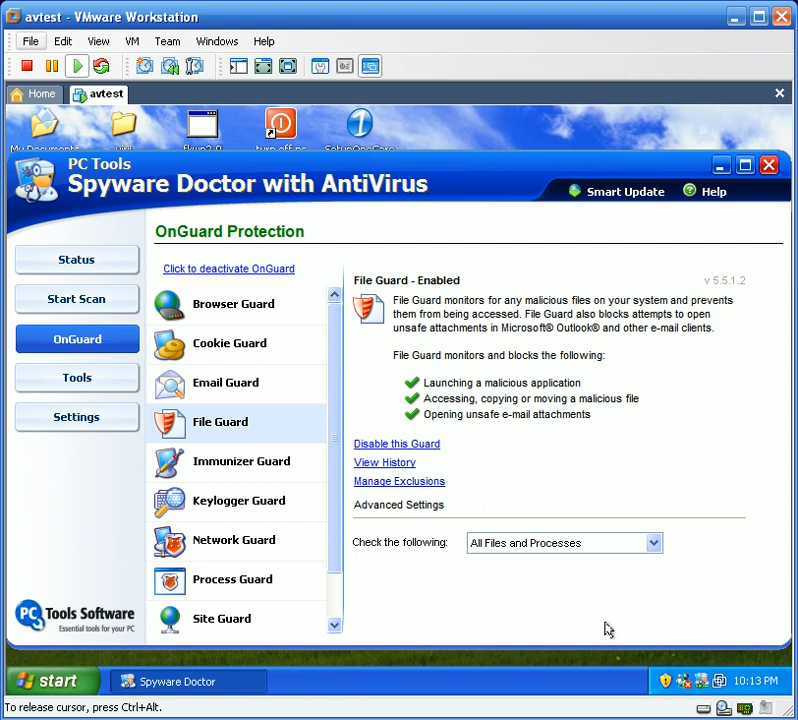 avtest - VMware Workstation
File Edit View VM Team Windows Help
Home avtest
My Documents
PC Tools
Spyware Doctor with AntiVirus
Smart Update Help
OnGuard Protection
Status
Start Scan
OnGuard
Tools
Settings
PC Tools Software
Essential tools for your PC
Click to deactivate OnGuard
Browser Guard
Cookie Guard
Email Guard
File Guard
Immunizer Guard
Keylogger Guard
Network Guard
Process Guard
Site Guard
File Guard - Enabled v 5.5.1.2
File Guard monitors for any malicious files on your system and prevents
them from being accessed. File Guard also blocks attempts to open
unsafe attachments in Microsoft® Outlook® and other e-mail clients.
File Guard monitors and blocks the following:
Launching a malicious application
Accessing, copying or moving a malicious file
Opening unsafe e-mail attachments
Disable this Guard
View History
Manage Exclusions
Advanced Settings
Check the following: All Files and Processes
start Spyware Doctor 10:13 PM
To release cursor, press Ctrl+Alt.